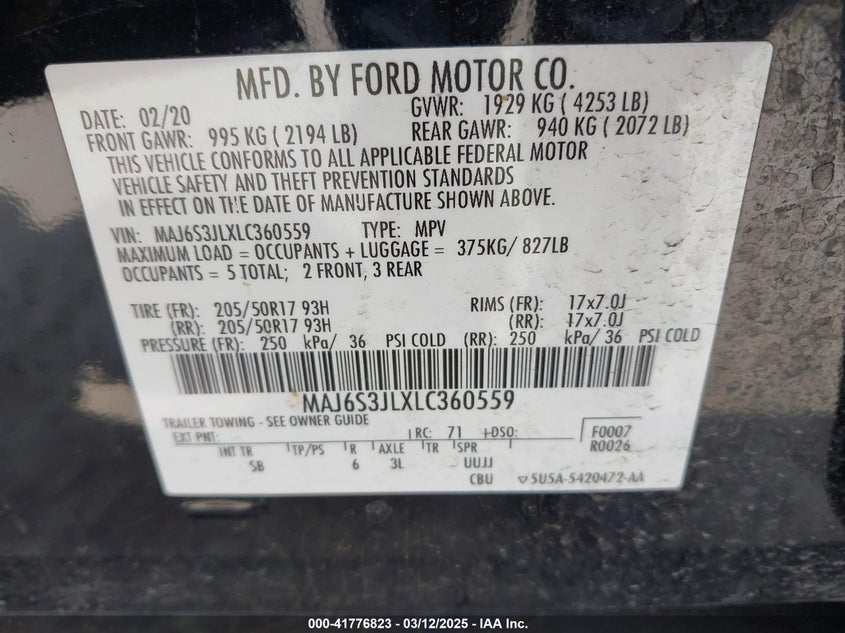 MFD. BY FORD MOTOR CO.
DATE: 02/20 GVWR: 1929 KG ( 4253 LB)
FRONT GAWR: 995 KG ( 2194 LB) REAR GAWR: 940 KG ( 2072 LB)
THIS VEHICLE CONFORMS TO ALL APPLICABLE FEDERAL MOTOR
VEHICLE SAFETY AND THEFT PREVENTION STANDARDS
IN EFFECT ON THE DATE OF MANUFACTURE SHOWN ABOVE.
VIN: MAJ6S3JLXLC360559 TYPE: MPV
MAXIMUM LOAD = OCCUPANTS + LUGGAGE = 375KG/ 827LB
OCCUPANTS = 5 TOTAL; 2 FRONT, 3 REAR
TIRE (FR): 205/50R17 93H RIMS (FR): 17x7.0J
(RR): 205/50R17 93H (RR): 17x7.0J
PRESSURE (FR): 250 kPa/ 36 PSI COLD (RR): 250 kPa/ 36 PSI COLD
MAJ6S3JLXLC360559
TRAILER TOWING - SEE OWNER GUIDE
EXT PNT: RC: 71 DSO: F0007
R0026
INT TR TP/PS R AXLE TR SPR
SB 6 3L UUJJ
CBU 5U5A-5420472-AA
000-41776823 - 03/12/2025 - IAA Inc.